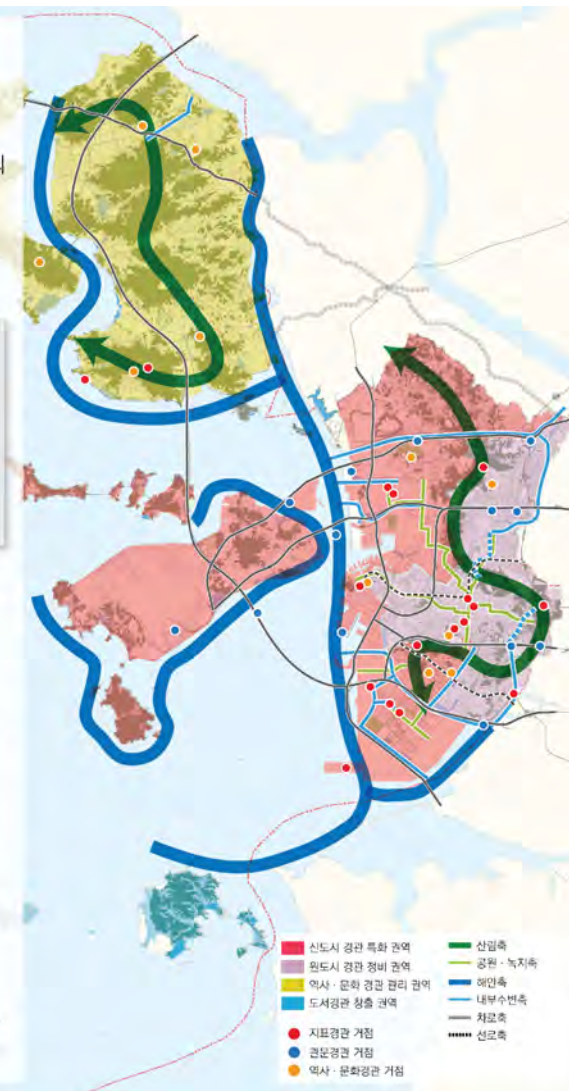 신도시 경관 특화 권역
원도시 경관 정비 권역
역사·문화 경관 관리 권역
도서경관 창출 권역
지표경관 거점
관문경관 거점
역사·문화경관 거점
산림축
공원·녹지축
해안축
내부수변축
차로축
선로축